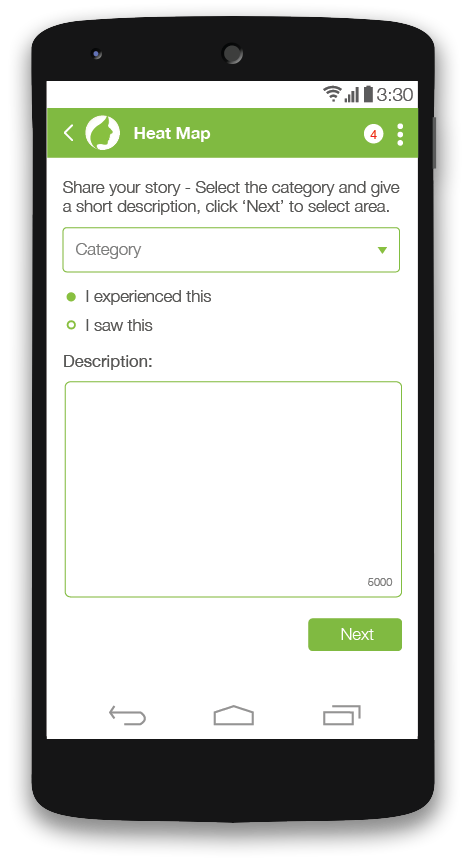 3:30
Heat Map
4
Share your story - Select the category and give
a short description, click ‘Next’ to select area.
Category
I experienced this
I saw this
Description:
5000
Next